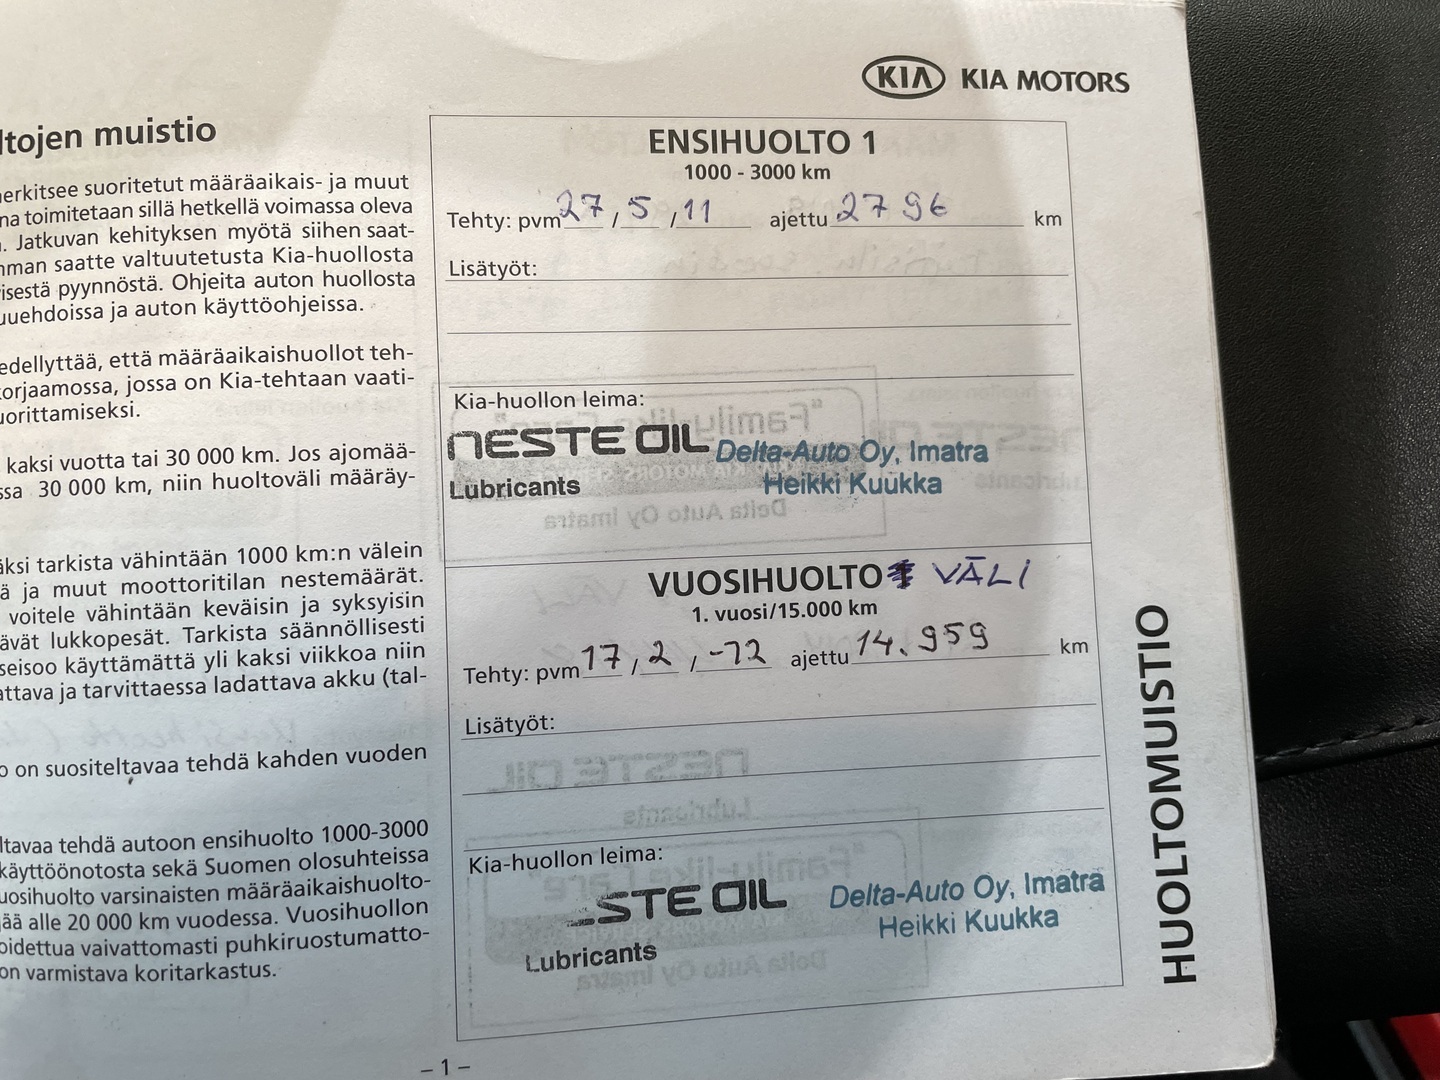 KIA KIA MOTORS
ltojen muistio
nerkitsee suoritetut määräaikais- ja muut
na toimitetaan sillä hetkellä voimassa oleva
. Jatkuvan kehityksen myötä siihen saat-
nman saatte valtuutetusta Kia-huollosta
isestä pyynnöstä. Ohjeita auton huollosta
uuehdoissa ja auton käyttöohjeissa.
edellyttää, että määräaikaishuollot teh-
korjaamossa, jossa on Kia-tehtaan vaati-
uorittamiseksi.
kaksi vuotta tai 30 000 km. Jos ajomää-
ssa 30 000 km, niin huoltoväli määräy-
äksi tarkista vähintään 1000 km:n välein
ä ja muut moottoritilan nestemäärät.
voitele vähintään keväisin ja syksyisin
ävät lukkopesät. Tarkista säännöllisesti
seisoo käyttämättä yli kaksi viikkoa niin
attava ja tarvittaessa ladattava akku (tal-
o on suositeltavaa tehdä kahden vuoden
ltavaa tehdä autoon ensihuolto 1000-3000
käyttöönotosta sekä Suomen olosuhteissa
uosihuolto varsinaisten määräaikaishuolto-
jää alle 20 000 km vuodessa. Vuosihuollon
oidettua vaivattomasti puhkiruostumatto-
on varmistava koritarkastus.
ENSIHUOLTO 1
1000 - 3000 km
Tehty: pvm 27 / 5 / 11 ajettu 2796 km
Lisätyöt:
Kia-huollon leima:
NESTE OIL Delta-Auto Oy, Imatra
Lubricants Heikki Kuukka
VUOSIHUOLTO VÄLI
1. vuosi/15.000 km
Tehty: pvm 17 / 2 / -12 ajettu 14.959 km
Lisätyöt:
Kia-huollon leima:
STE OIL Delta-Auto Oy, Imatra
Lubricants Heikki Kuukka
HUOLTOMUISTIO
– 1 –